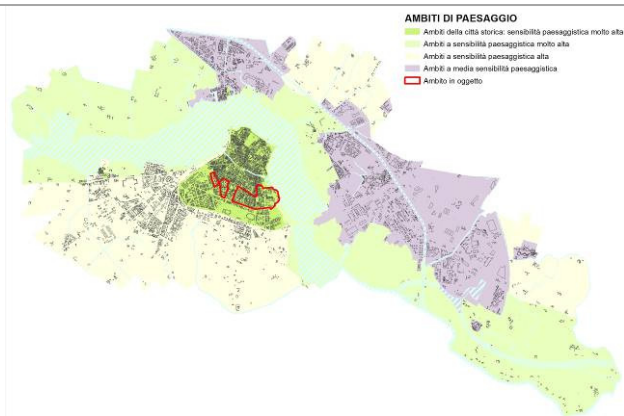 AMBITI DI PAESAGGIO
Ambiti della città storica: sensibilità paesaggistica molto alta
Ambiti a sensibilità paesaggistica molto alta
Ambiti a sensibilità paesaggistica alta
Ambiti a media sensibilità paesaggistica
Ambito in oggetto